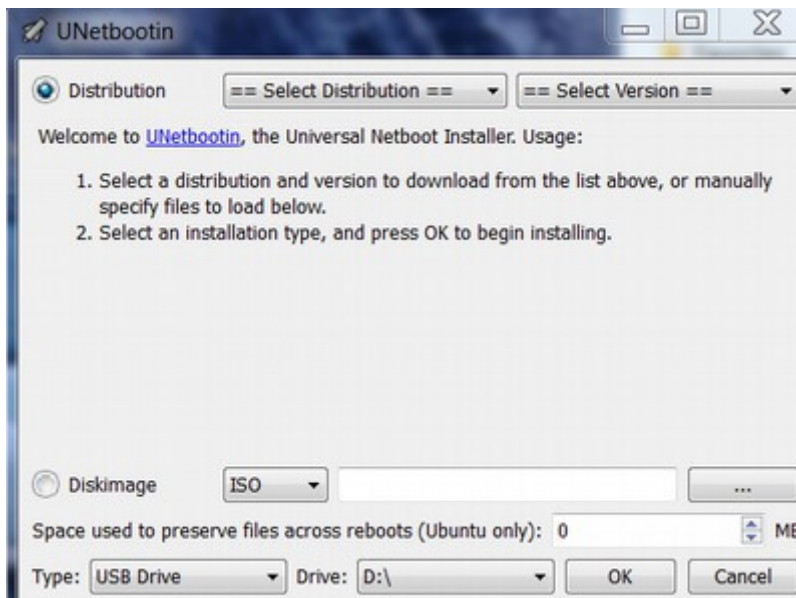 UNetbootin
Distribution == Select Distribution == == Select Version ==
Welcome to UNetbootin, the Universal Netboot Installer. Usage:
1. Select a distribution and version to download from the list above, or manually
specify files to load below.
2. Select an installation type, and press OK to begin installing.
Diskimage ISO ...
Space used to preserve files across reboots (Ubuntu only): 0 MB
Type: USB Drive Drive: D:\ OK Cancel